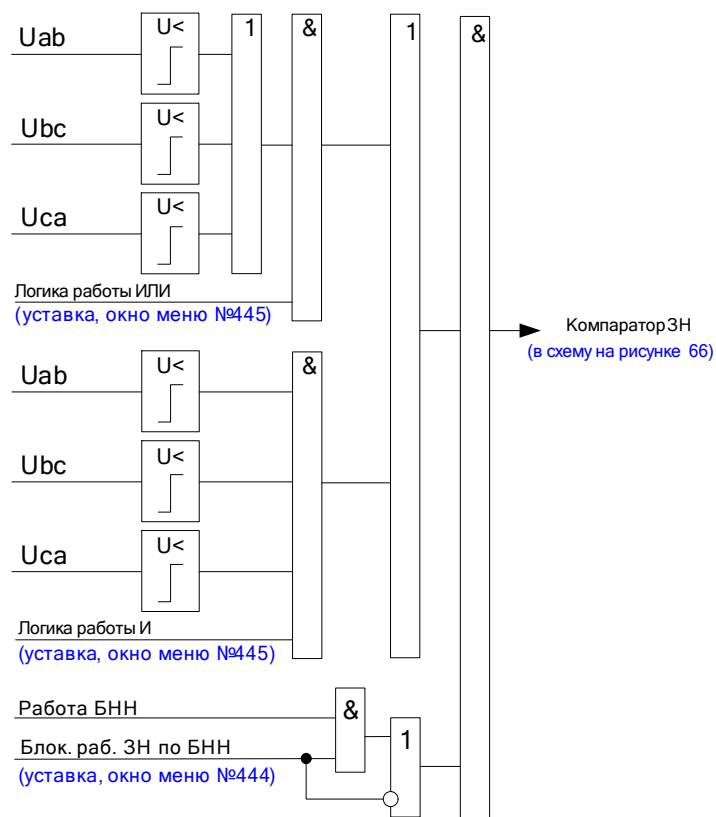 Uab
U<
1
&
1
&
Ubc
U<
Uca
U<
Логика работы ИЛИ
(уставка, окно меню №445)
Компаратор ЗН
(в схему на рисунке 66)
Uab
U<
&
Ubc
U<
Uca
U<
Логика работы И
(уставка, окно меню №445)
Работа БНН
&
1
Блок. раб. ЗН по БНН
(уставка, окно меню №444)